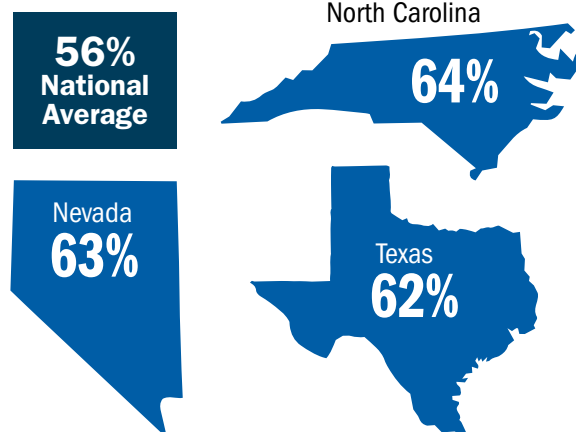 56%
National
Average
North Carolina
64%
Nevada
63%
Texas
62%